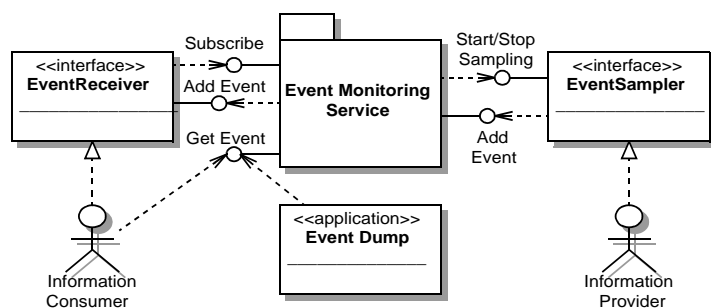 Subscribe
Start/Stop
Sampling
<<interface>>
EventReceiver
Add Event
Event Monitoring
Service
<<interface>>
EventSampler
Get Event
Add
Event
<<application>>
Event Dump
Information
Consumer
Information
Provider